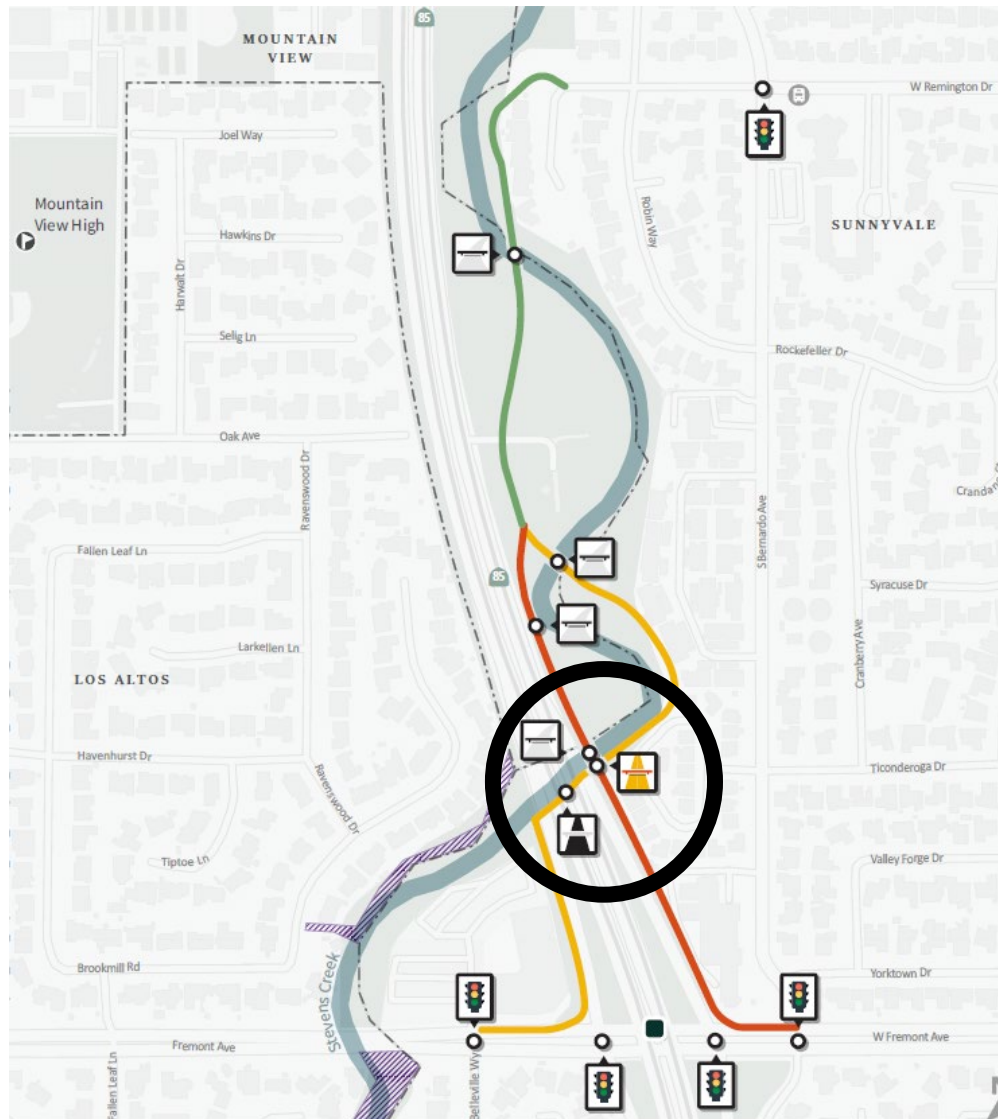 85
MOUNTAIN
VIEW
W Remington Dr
Joel Way
Mountain
View High
Robin Way
SUNNYVALE
Hawkins Dr
Harwalt Dr
Selig Ln
Rockefeller Dr
Oak Ave
Ravenswood Dr
S Bernardo Ave
Fallen Leaf Ln
85
Syracuse Dr
Cranberry Ave
Larkellen Ln
LOS ALTOS
Havenhurst Dr
Ravenswood Dr
Ticonderoga Dr
Tiptoe Ln
Valley Forge Dr
Brookmill Rd
Stevens Creek
Yorktown Dr
Fremont Ave
W Fremont Ave
Fallen Leaf Ln
Belleville Wy